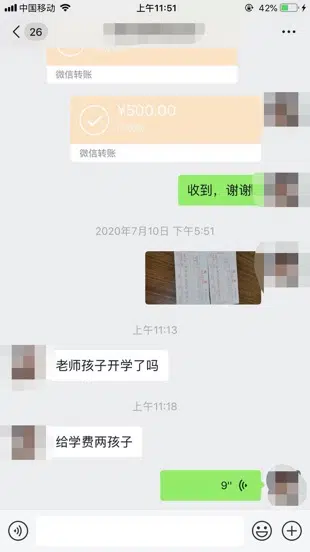 中国移动 上午11:51 42%
26
微信转账
¥500.00
微信转账
收到，谢谢
2020年7月10日 下午5:51
上午11:13
老师孩子开学了吗
上午11:18
给学费两孩子
9"